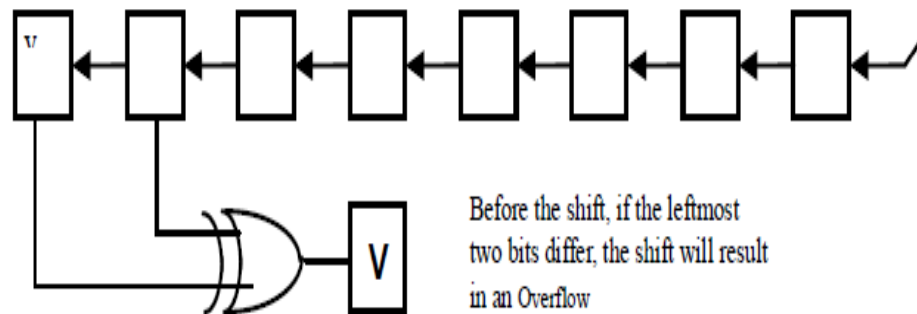 v
V
Before the shift, if the leftmost
two bits differ, the shift will result
in an Overflow